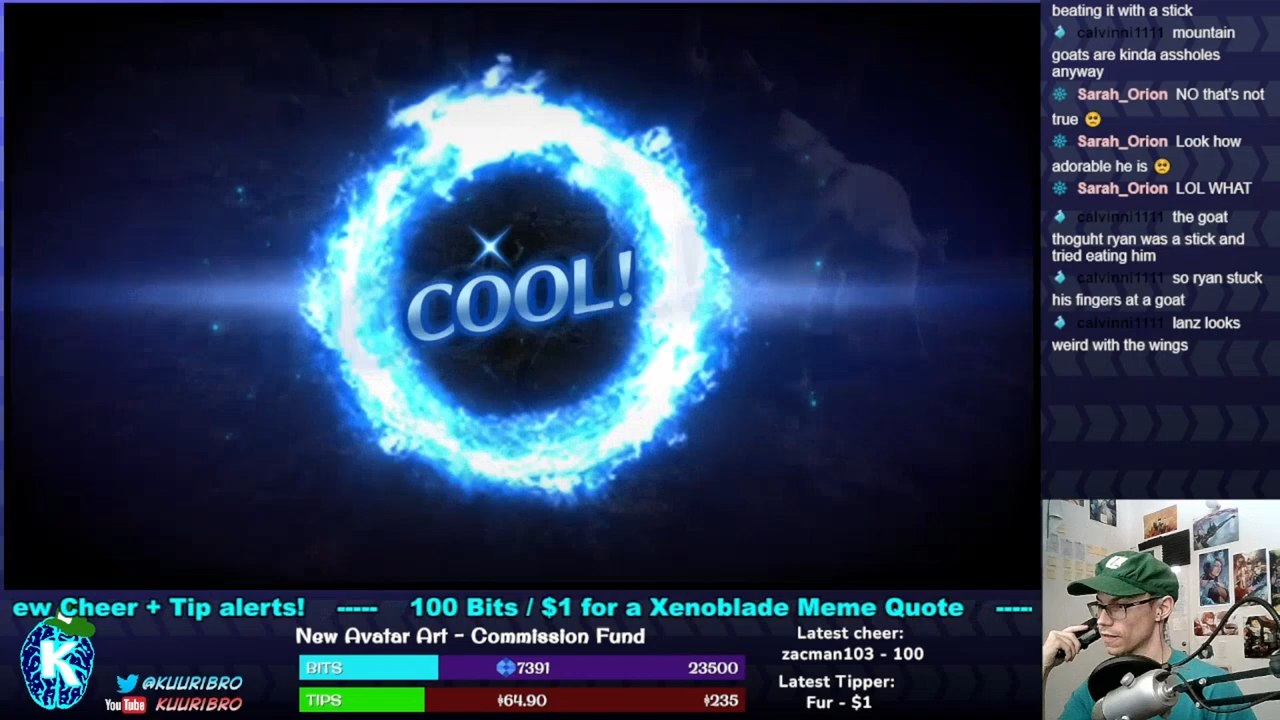 beating it with a stick
calvinni1111 mountain
goats are kinda assholes
anyway
Sarah_Orion NO that's not
true 🥺
Sarah_Orion Look how
adorable he is 🥺
Sarah_Orion LOL WHAT
calvinni1111 the goat
thoguht ryan was a stick and
tried eating him
calvinni1111 so ryan stuck
his fingers at a goat
calvinni1111 lanz looks
weird with the wings
COOL!
ew Cheer + Tip alerts! ----- 100 Bits / $1 for a Xenoblade Meme Quote -----
New Avatar Art - Commission Fund
BITS 7391 23500
TIPS $64.90 $235
Latest cheer:
zacman103 - 100
Latest Tipper:
Fur - $1
K
@KUURIBRO
YouTube KUURIBRO